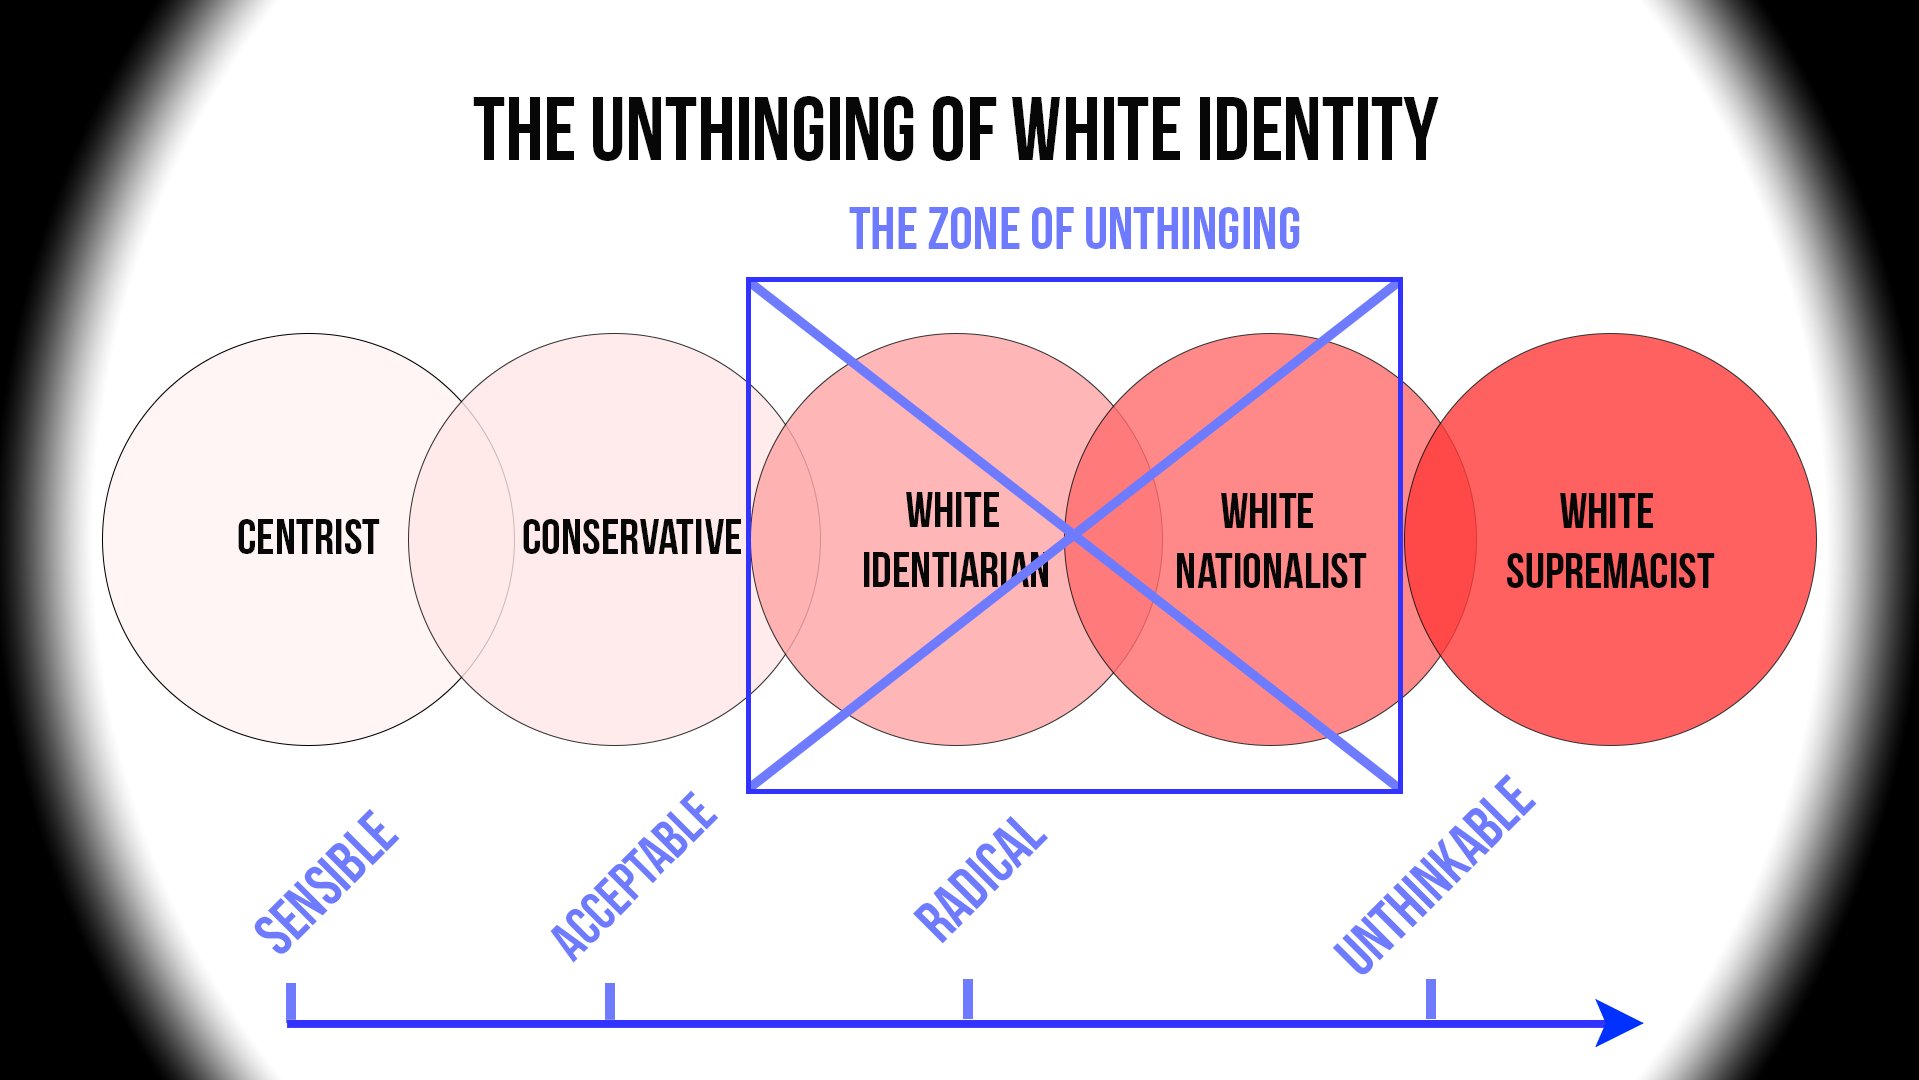 THE UNTHINGING OF WHITE IDENTITY
THE ZONE OF UNTHINGING
CENTRIST
CONSERVATIVE
WHITE
IDENTIARIAN
WHITE
NATIONALIST
WHITE
SUPREMACIST
SENSIBLE
ACCEPTABLE
RADICAL
UNTHINKABLE